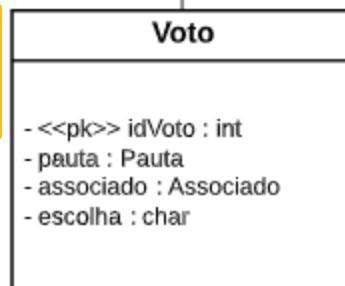 Voto
- <<pk>> idVoto : int
- pauta : Pauta
- associado : Associado
- escolha : char